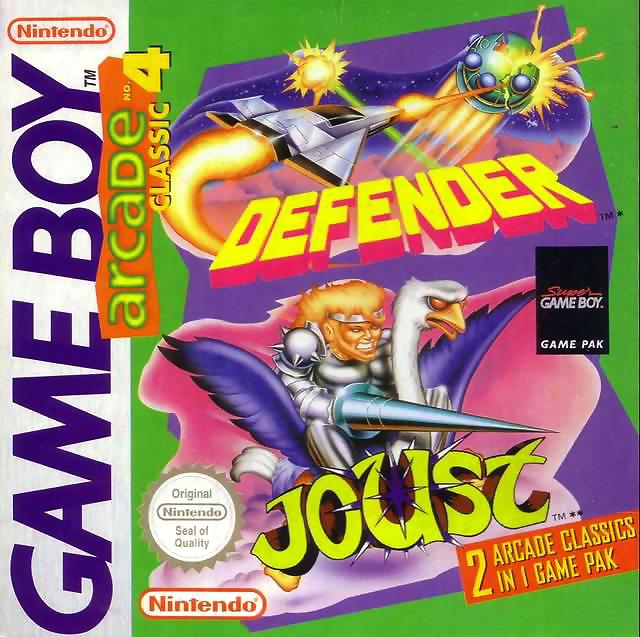 Nintendo
GAME BOY
TM
arcade
CLASSIC
NO. 4
DEFENDER
TM *
Super
GAME BOY.
GAME PAK
JOUST
TM **
Original
Nintendo
Seal of
Quality
Nintendo
2 ARCADE CLASSICS
IN 1 GAME PAK